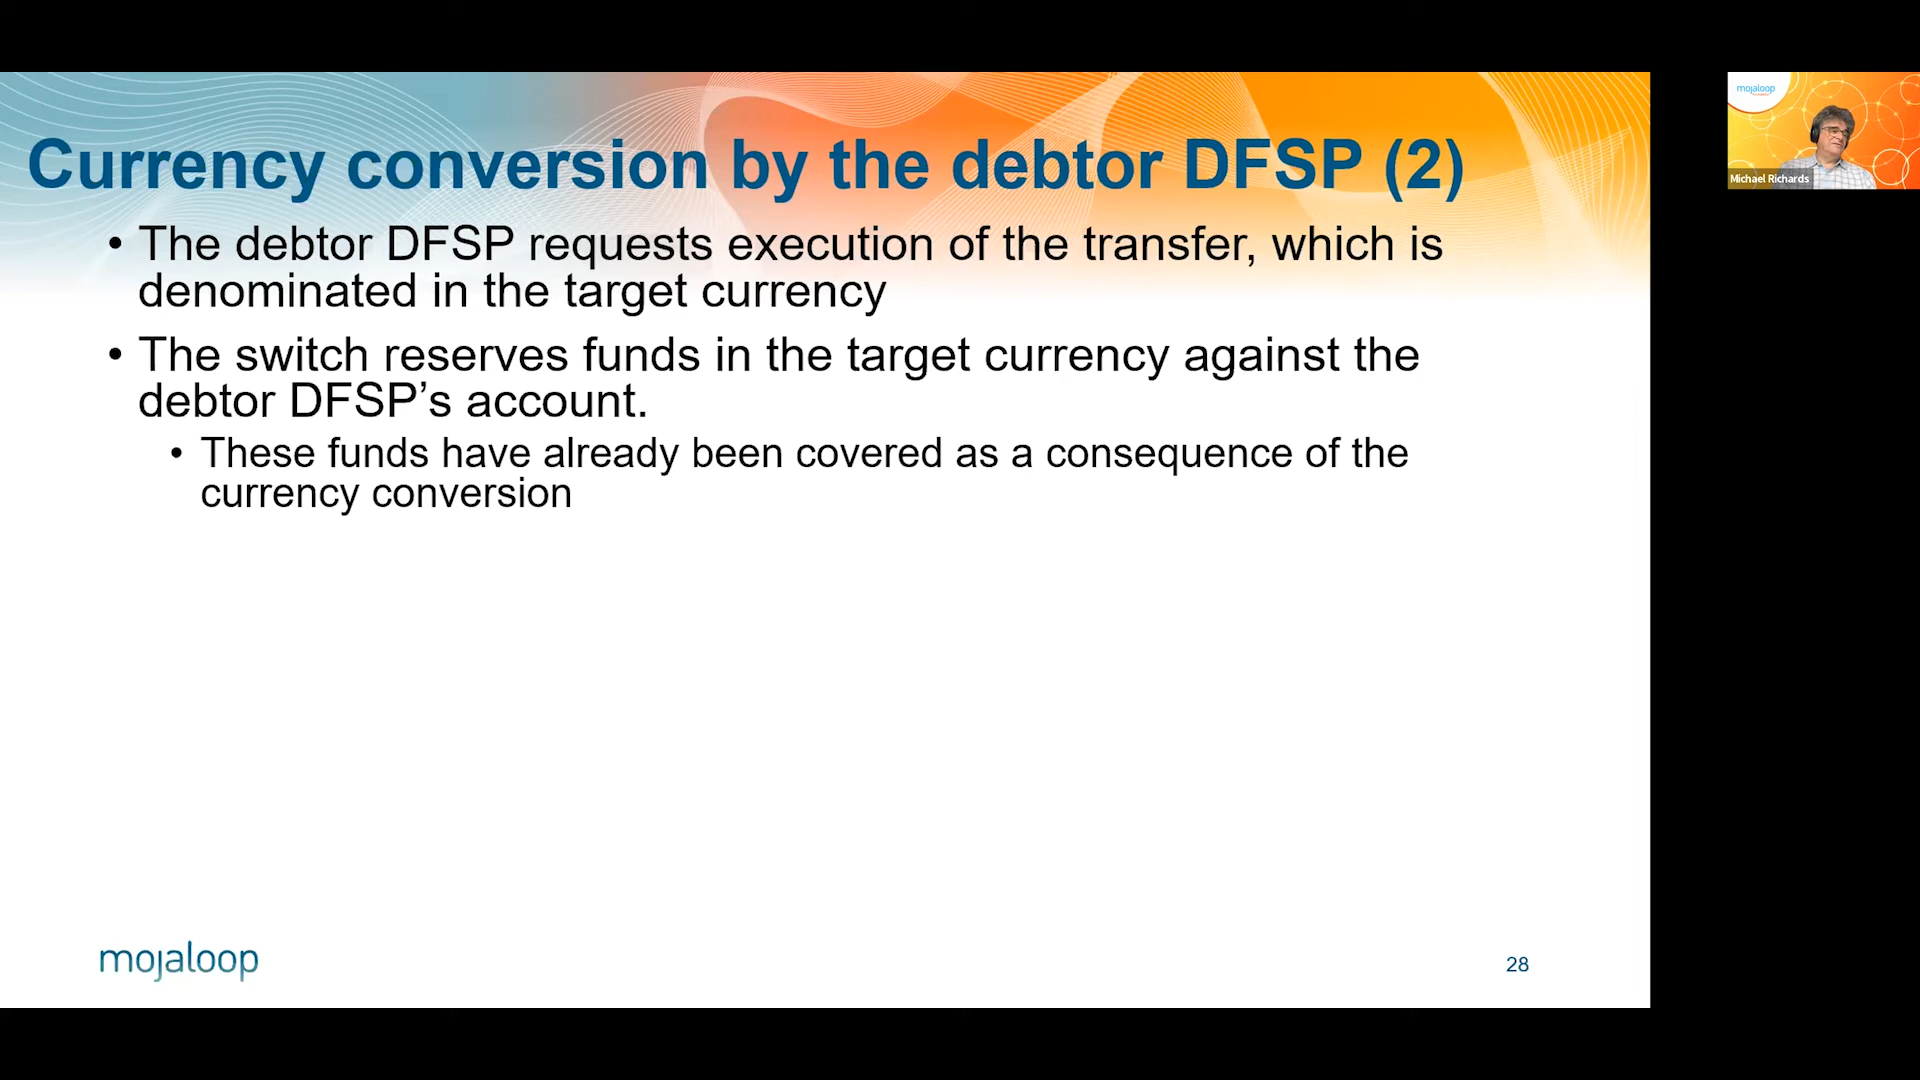 Currency conversion by the debtor DFSP (2)
• The debtor DFSP requests execution of the transfer, which is
denominated in the target currency
• The switch reserves funds in the target currency against the
debtor DFSP’s account.
• These funds have already been covered as a consequence of the
currency conversion
mojaloop
28
mojaloop
Michael Richards